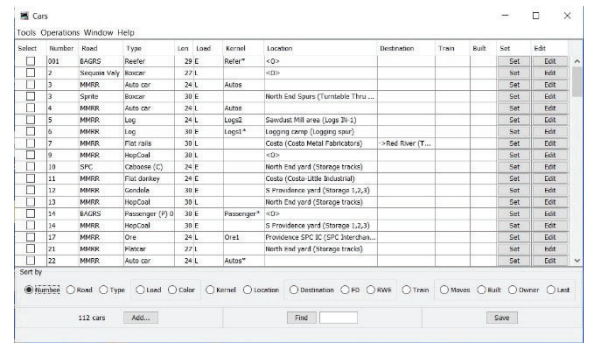 Cars
Tools Operations Window Help
Select Number Road Type Len Load Kernel Location Destination Train Built Set Edit
001 BAGRS Reefer 29 E Refer* <O> Set Edit
2 Sequoia Valy Boxcar 27 L <O> Set Edit
3 MMRR Auto car 24 L Autos Set Edit
3 Sprite Boxcar 30 E North End Spurs (Turntable Thru ... Set Edit
4 MMRR Auto car 24 E Autos Set Edit
5 MMRR Log 24 L Logs2 Sawdust Mill area (Logs IN-1) Set Edit
6 MMRR Log 30 E Logs1* Logging camp (Logging spur) Set Edit
7 MMRR Flat rails 30 L Costa (Costa Metal Fabricators) ->Red River (T... Set Edit
9 MMRR HopCoal 30 L <O> Set Edit
10 SPC Caboose (C) 24 E North End yard (Storage tracks) Set Edit
11 MMRR Flat donkey 24 E Costa (Costa-Little Industrial) Set Edit
12 MMRR Gondola 30 E S Providence yard (Storage 1,2,3) Set Edit
13 MMRR HopCoal 30 L North End yard (Storage tracks) Set Edit
14 BAGRS Passenger (P) 0 30 E Passenger* <O> Set Edit
14 MMRR HopCoal 30 E S Providence yard (Storage 1,2,3) Set Edit
17 MMRR Ore 24 L Ore1 Providence SPC IC (SPC Interchan... Set Edit
21 MMRR Flatcar 27 L North End yard (Storage tracks) Set Edit
22 MMRR Auto car 24 L Autos* Set Edit
Sort by
Number Road Type Load Color Kernel Location Destination FD RWE Train Moves Built Owner Last
112 cars Add... Find Save